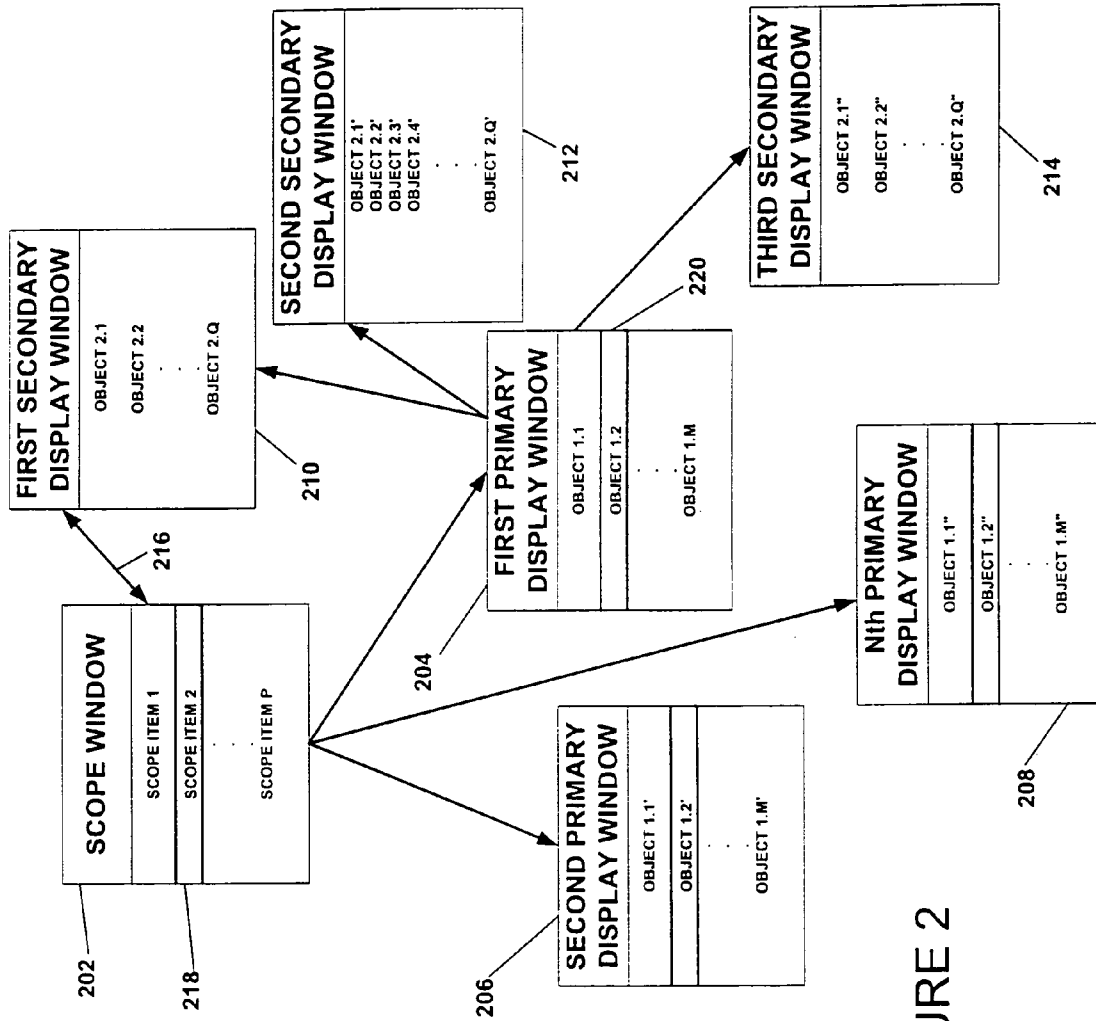 202
SCOPE WINDOW
SCOPE ITEM 1
218
SCOPE ITEM 2
. . .
SCOPE ITEM P
216
FIRST SECONDARY
DISPLAY WINDOW
OBJECT 2.1
OBJECT 2.2
. . .
OBJECT 2.Q
210
SECOND SECONDARY
DISPLAY WINDOW
OBJECT 2.1'
OBJECT 2.2'
OBJECT 2.3'
OBJECT 2.4'
. . .
OBJECT 2.Q'
212
204
FIRST PRIMARY
DISPLAY WINDOW
OBJECT 1.1
OBJECT 1.2
. . .
OBJECT 1.M
220
206
SECOND PRIMARY
DISPLAY WINDOW
OBJECT 1.1'
OBJECT 1.2'
. . .
OBJECT 1.M'
THIRD SECONDARY
DISPLAY WINDOW
OBJECT 2.1"
OBJECT 2.2"
. . .
OBJECT 2.Q"
214
Nth PRIMARY
DISPLAY WINDOW
OBJECT 1.1"
OBJECT 1.2"
. . .
OBJECT 1.M"
208
URE 2